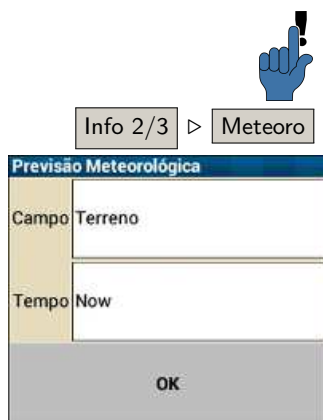 Info 2/3 ▷ Meteoro
Previsão Meteorológica
Campo Terreno
Tempo Now
OK